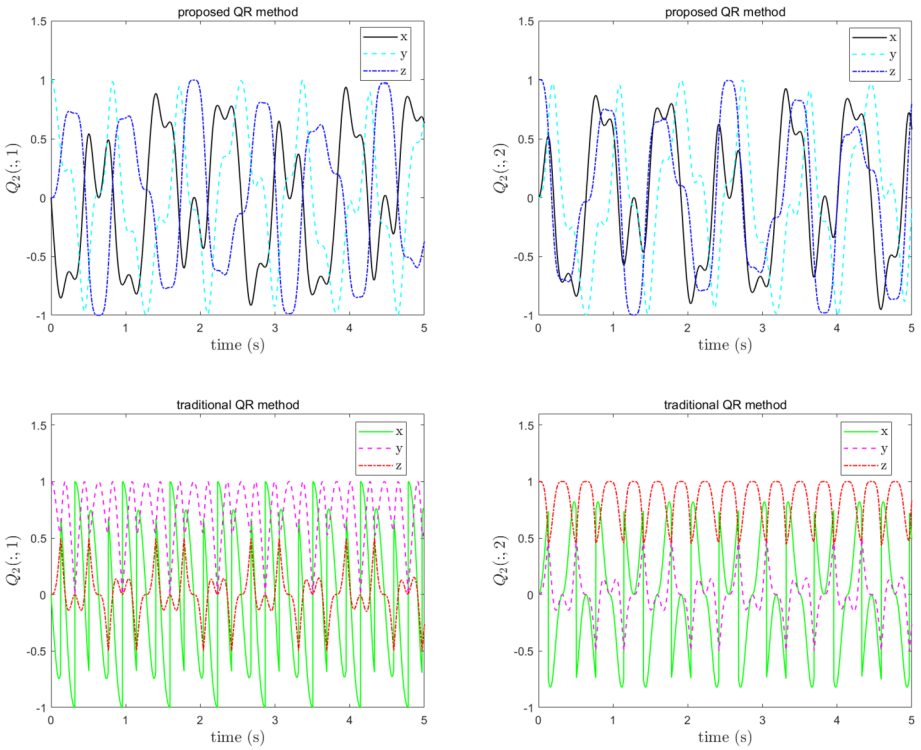 proposed QR method
1.5
1
0.5
0
-0.5
-1
Q2(:, 1)
0 1 2 3 4 5
time (s)
x
y
z
proposed QR method
1.5
1
0.5
0
-0.5
-1
Q2(:, 2)
0 1 2 3 4 5
time (s)
x
y
z
traditional QR method
1.5
1
0.5
0
-0.5
-1
Q2(:, 1)
0 1 2 3 4 5
time (s)
x
y
z
traditional QR method
1.5
1
0.5
0
-0.5
-1
Q2(:, 2)
0 1 2 3 4 5
time (s)
x
y
z